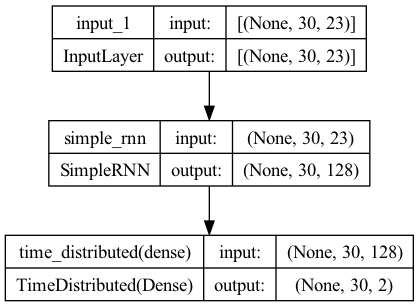 input_1 input: [(None, 30, 23)]
InputLayer output: [(None, 30, 23)]
simple_rnn input: (None, 30, 23)
SimpleRNN output: (None, 30, 128)
time_distributed(dense) input: (None, 30, 128)
TimeDistributed(Dense) output: (None, 30, 2)